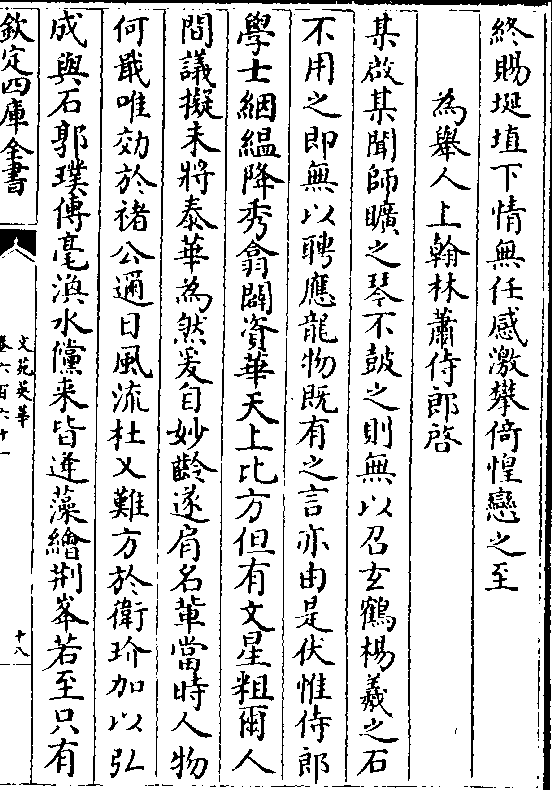 終賜埏埴下情無任感激攀倚惶戀之至
為舉人上翰林蕭侍郎啓
某啟某聞師曠之琴不鼓之則無以召玄鶴楊羲之石
不用之即無以聘應龍物既有之言亦由是伏惟侍郎
學士絪縕降秀翕闢資華天上比方但有文星粗爾人
間議擬未將泰華為然爰自妙齡遂肩名軰當時人物
何戢唯効於禇公邇日風流杜乂難方於衛玠加以弘
成與石郭璞傅毫渙水儻来皆逢藻繪荆峯若至只有
欽定四庫全書
文苑英華
卷六百六十一
十八